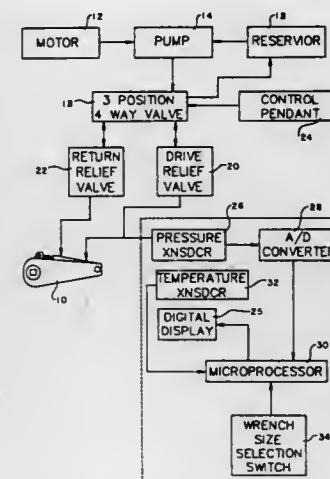 12
14
18
MOTOR
PUMP
RESERVIOR
18
3 POSITION
4 WAY VALVE
CONTROL
PENDANT
24
22
RETURN
RELIEF
VALVE
DRIVE
RELIEF
VALVE
20
26
28
PRESSURE
XNSDCR
A/D
CONVERTER
10
TEMPERATURE
XNSDCR
32
25
DIGITAL
DISPLAY
30
MICROPROCESSOR
WRENCH
SIZE
SELECTION
SWITCH
34